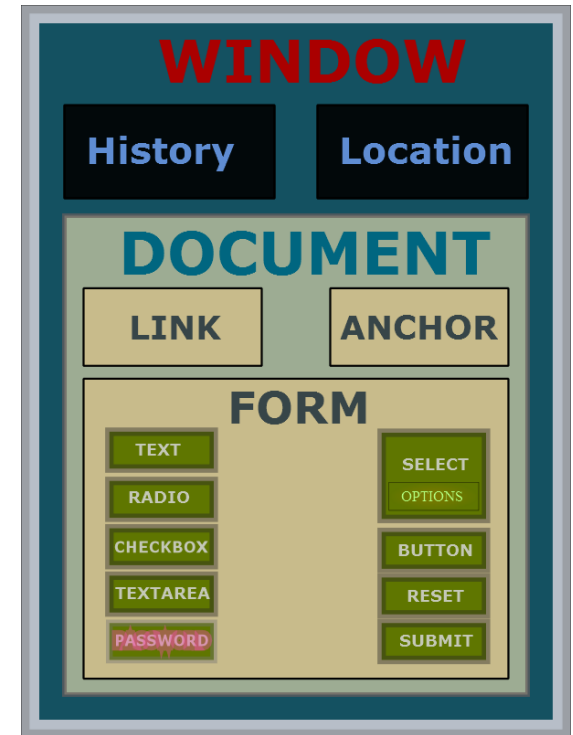 WINDOW
History
Location
DOCUMENT
LINK
ANCHOR
FORM
TEXT
RADIO
CHECKBOX
TEXTAREA
PASSWORD
SELECT
OPTIONS
BUTTON
RESET
SUBMIT